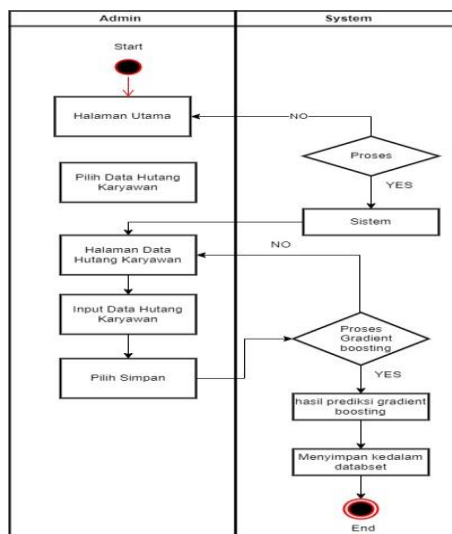 Admin
System
Start
Halaman Utama
NO
Proses
Pilih Data Hutang
Karyawan
YES
Sistem
Halaman Data
Hutang Karyawan
NO
Input Data Hutang
Karyawan
Proses
Gradient
boosting
Pilih Simpan
YES
hasil prediksi gradient
boosting
Menyimpan kedalam
databset
End